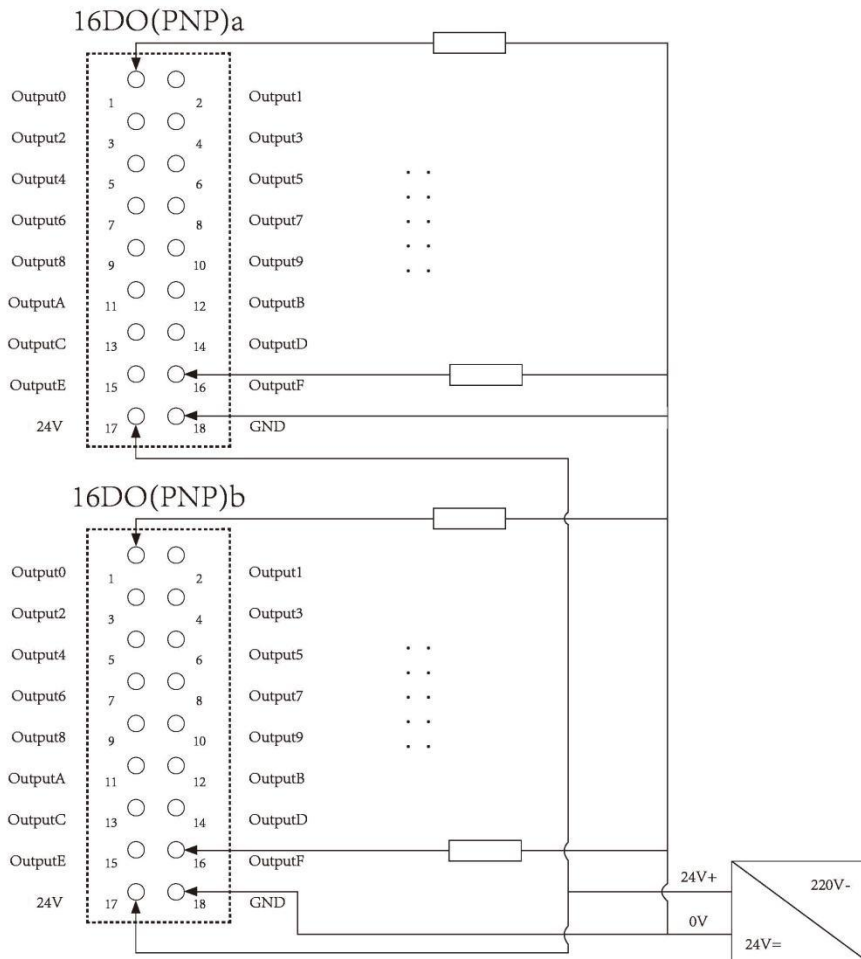 16DO(PNP)a
Output0 1 2 Output1
Output2 3 4 Output3
Output4 5 6 Output5
Output6 7 8 Output7
Output8 9 10 Output9
OutputA 11 12 OutputB
OutputC 13 14 OutputD
OutputE 15 16 OutputF
24V 17 18 GND
16DO(PNP)b
Output0 1 2 Output1
Output2 3 4 Output3
Output4 5 6 Output5
Output6 7 8 Output7
Output8 9 10 Output9
OutputA 11 12 OutputB
OutputC 13 14 OutputD
OutputE 15 16 OutputF
24V 17 18 GND
24V+ 220V-
0V
24V=